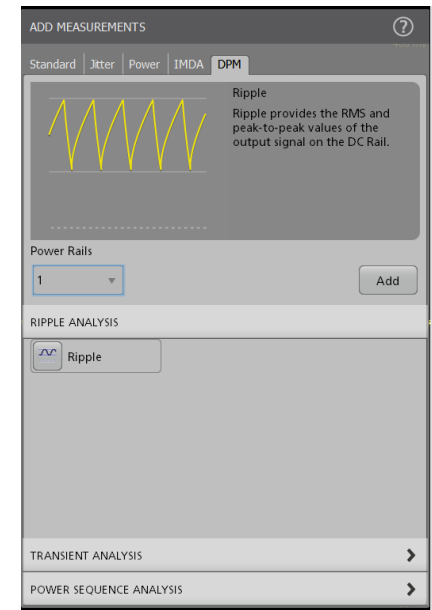 ADD MEASUREMENTS
?
Standard Jitter Power IMDA DPM
Ripple
Ripple provides the RMS and
peak-to-peak values of the
output signal on the DC Rail.
Power Rails
1
Add
RIPPLE ANALYSIS
Ripple
TRANSIENT ANALYSIS
POWER SEQUENCE ANALYSIS